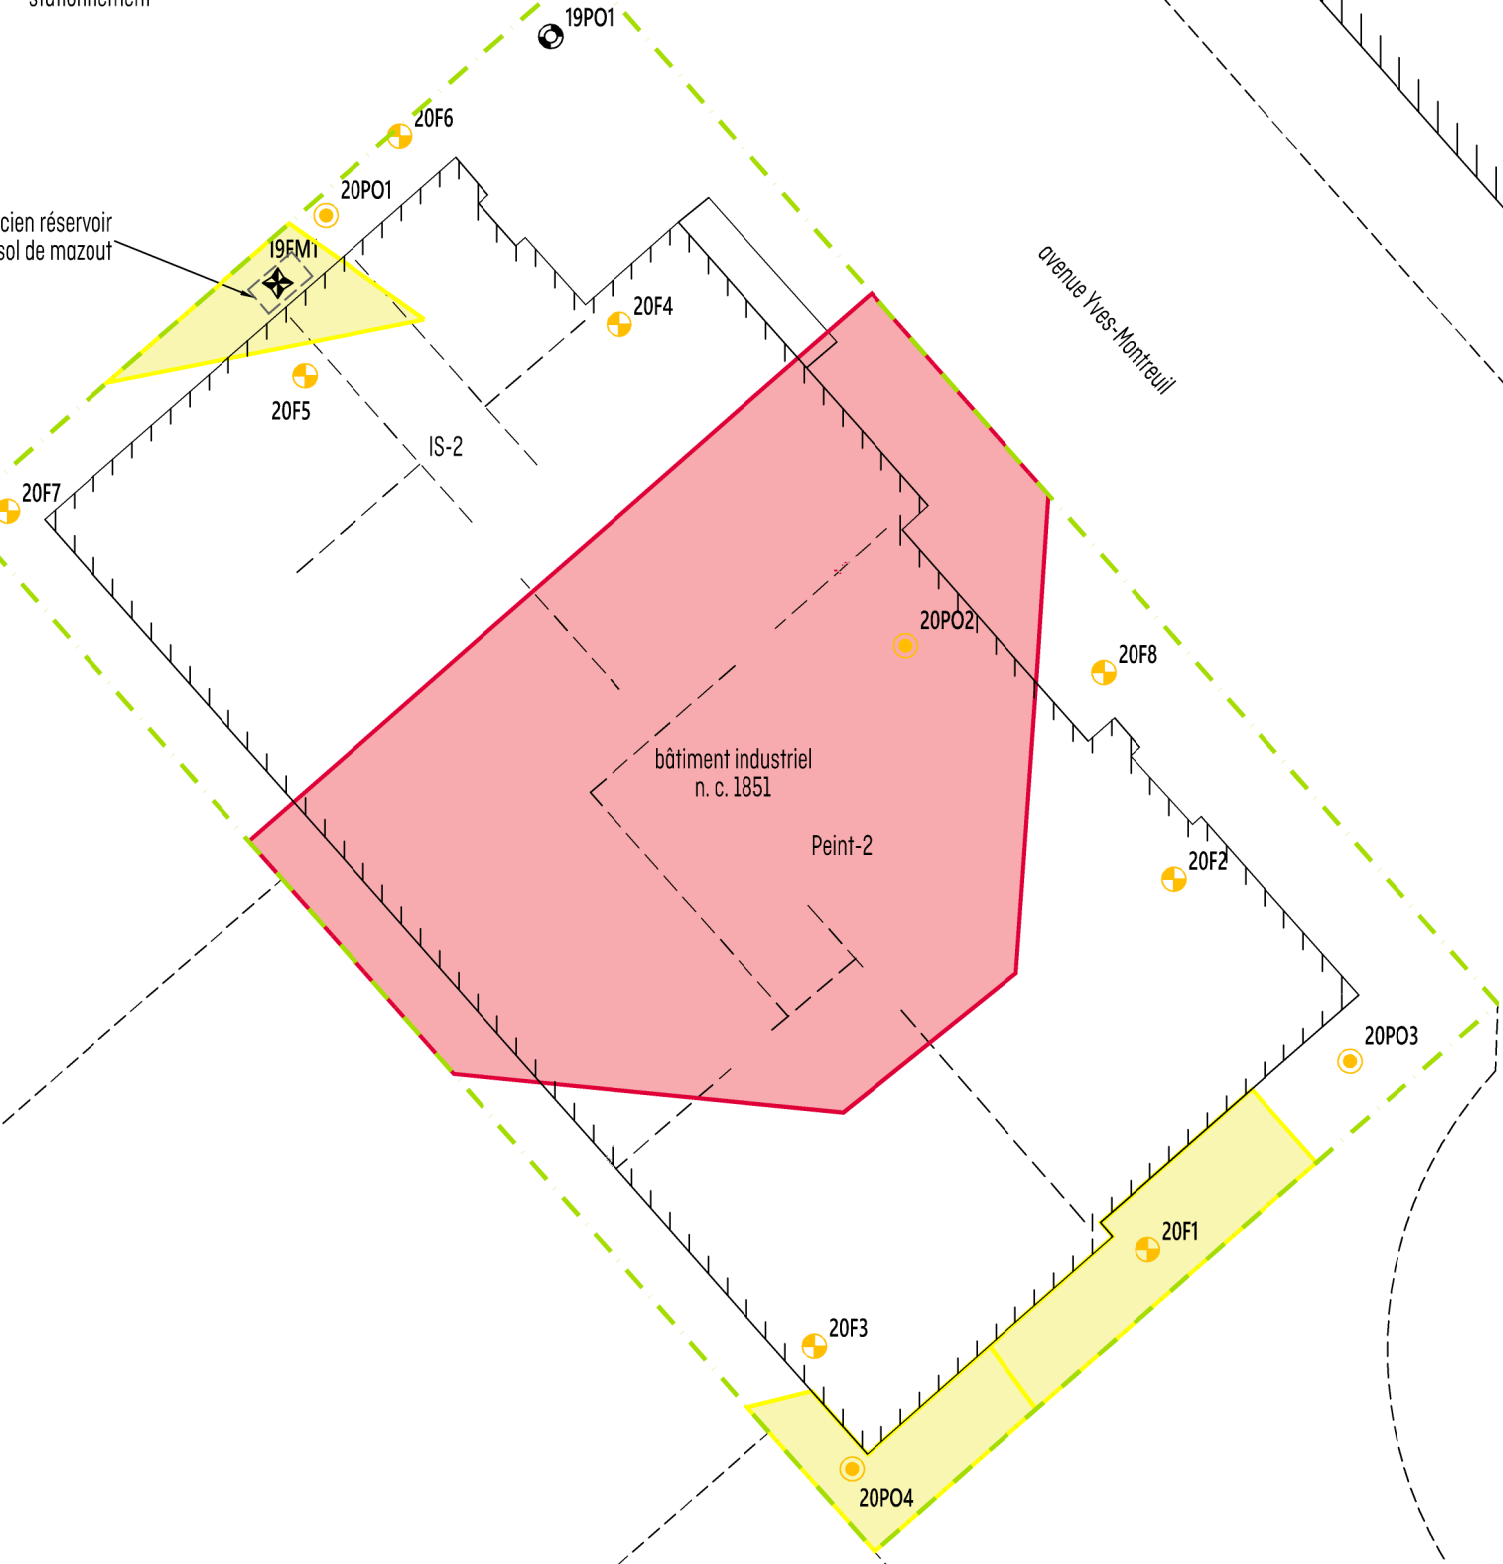 stationnement
19PO1
20F6
20PO1
cien réservoir
sol de mazout
19FM1
20F4
avenue Yves-Montreuil
20F5
IS-2
20F7
20PO2
20F8
bâtiment industriel
n. c. 1851
Peint-2
20F2
20PO3
20F1
20F3
20PO4